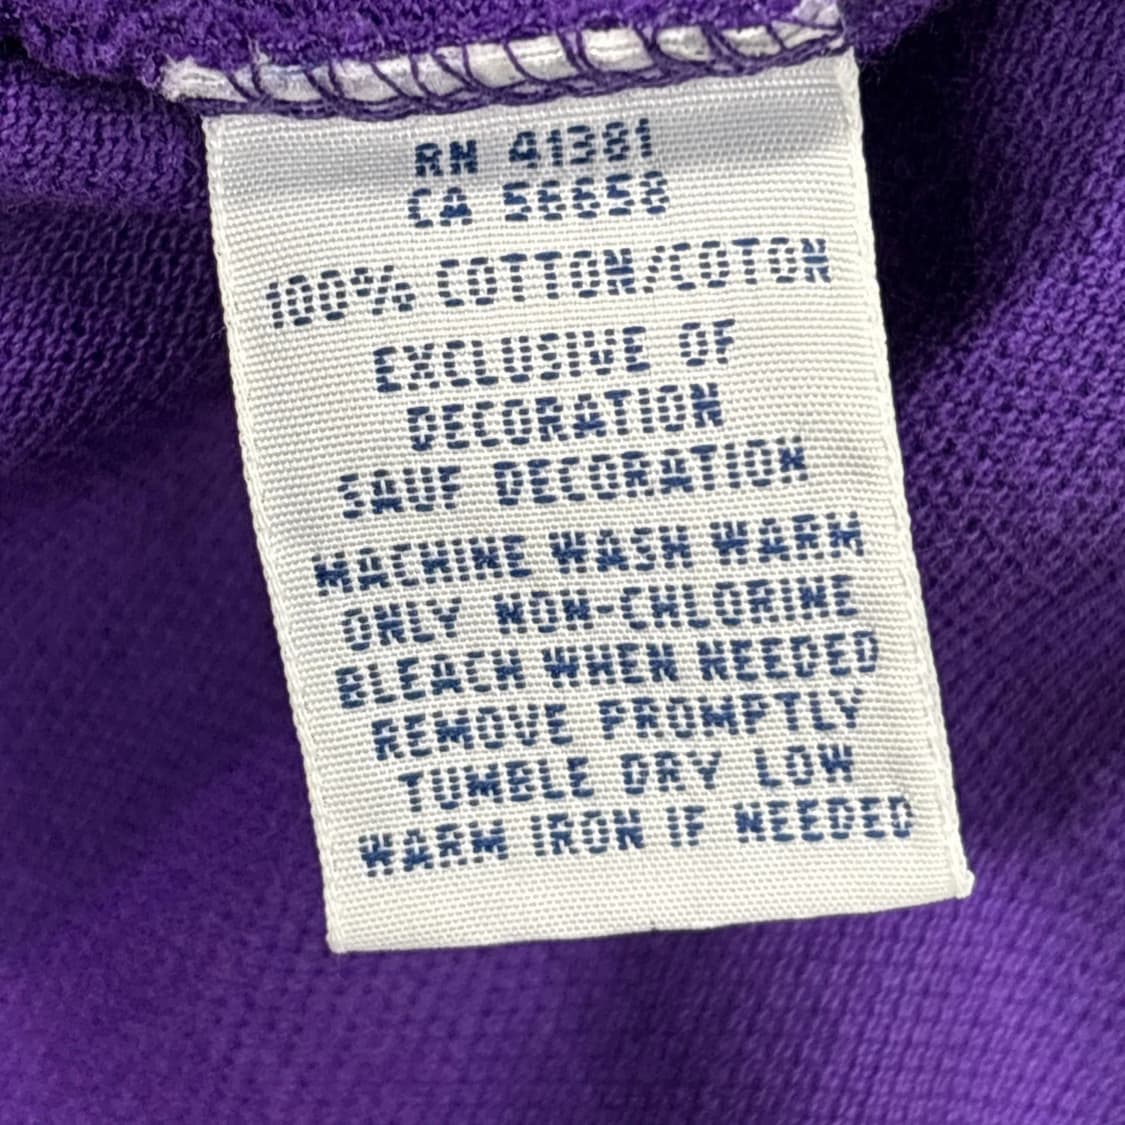 RN 41381
CA 56658
100% COTTON/COTON
EXCLUSIVE OF
DECORATION
SAUF DECORATION
MACHINE WASH WARM
ONLY NON-CHLORINE
BLEACH WHEN NEEDED
REMOVE PROMPTLY
TUMBLE DRY LOW
WARM IRON IF NEEDED